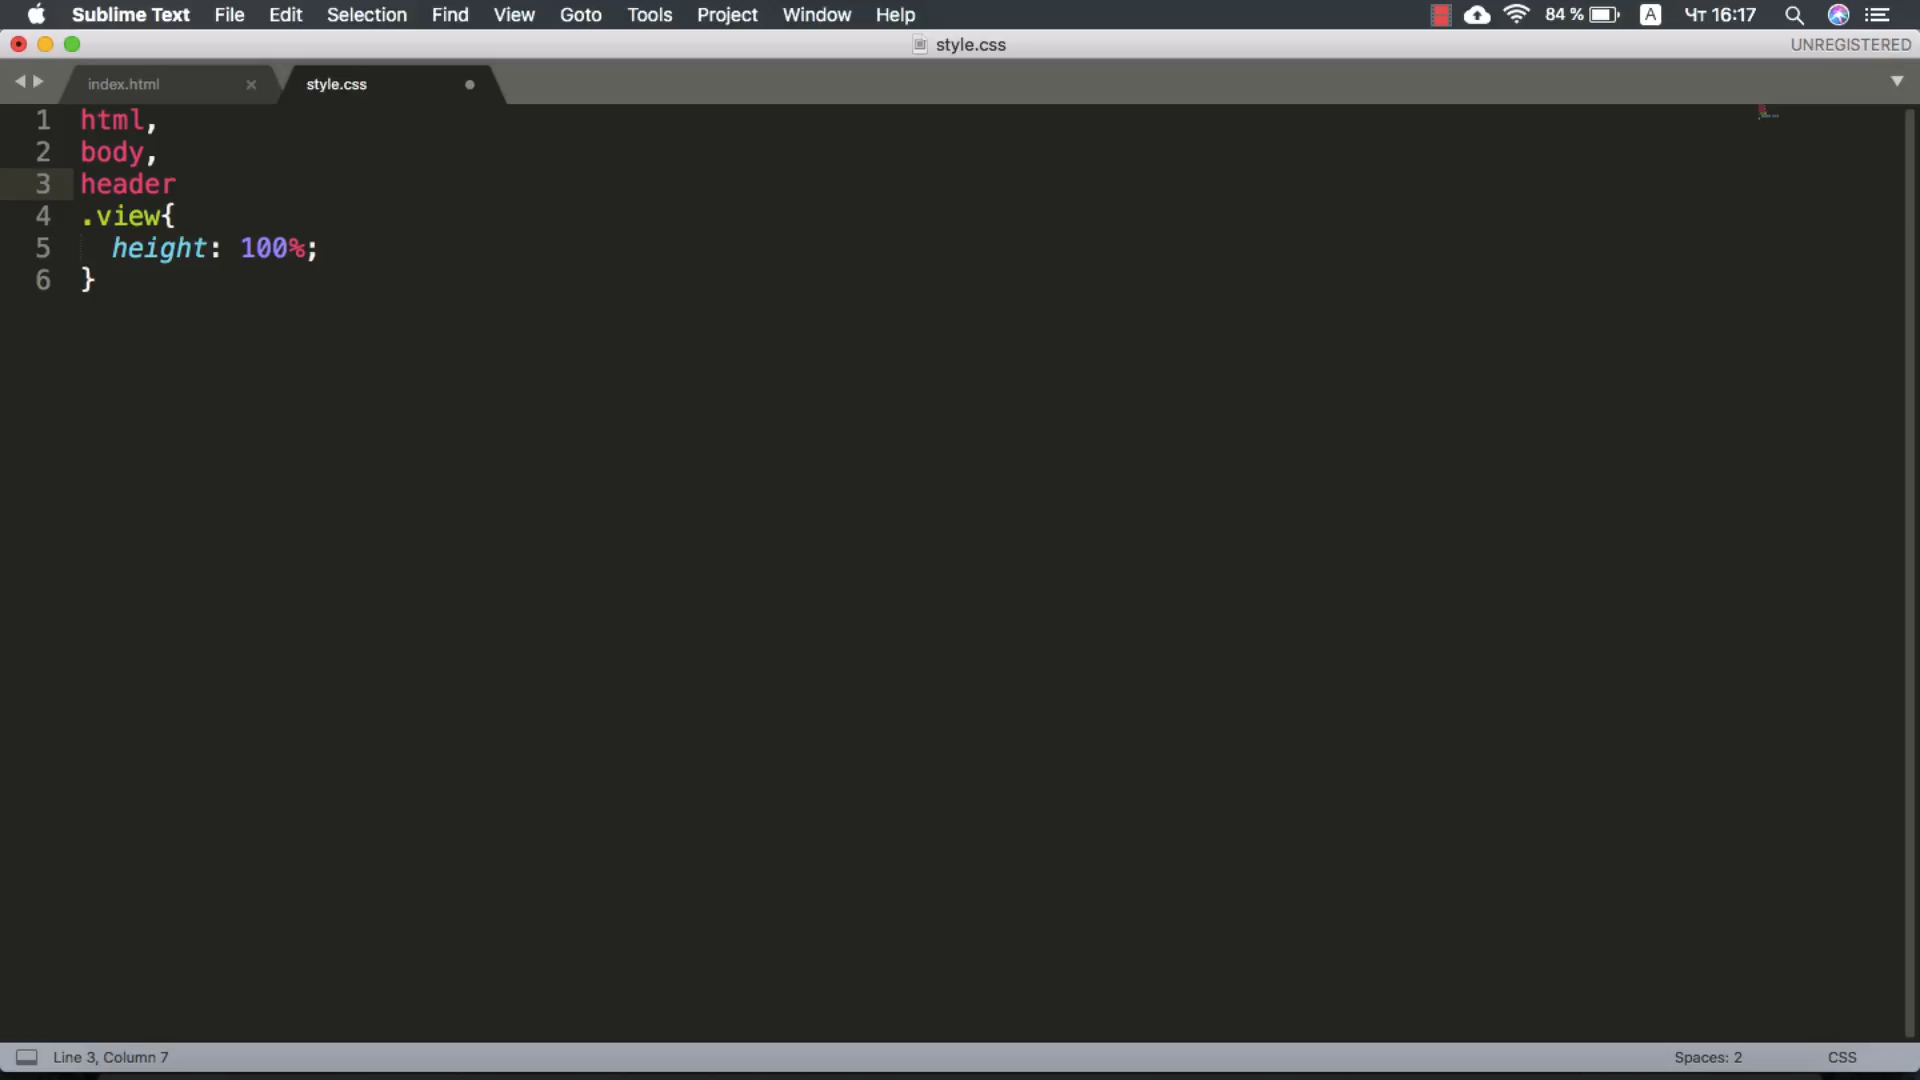 Sublime Text File Edit Selection Find View Goto Tools Project Window Help 84 % A Чт 16:17
style.css UNREGISTERED
index.html style.css
1 html,
2 body,
3 header
4 .view{
5 height: 100%;
6 }
Line 3, Column 7 Spaces: 2 CSS